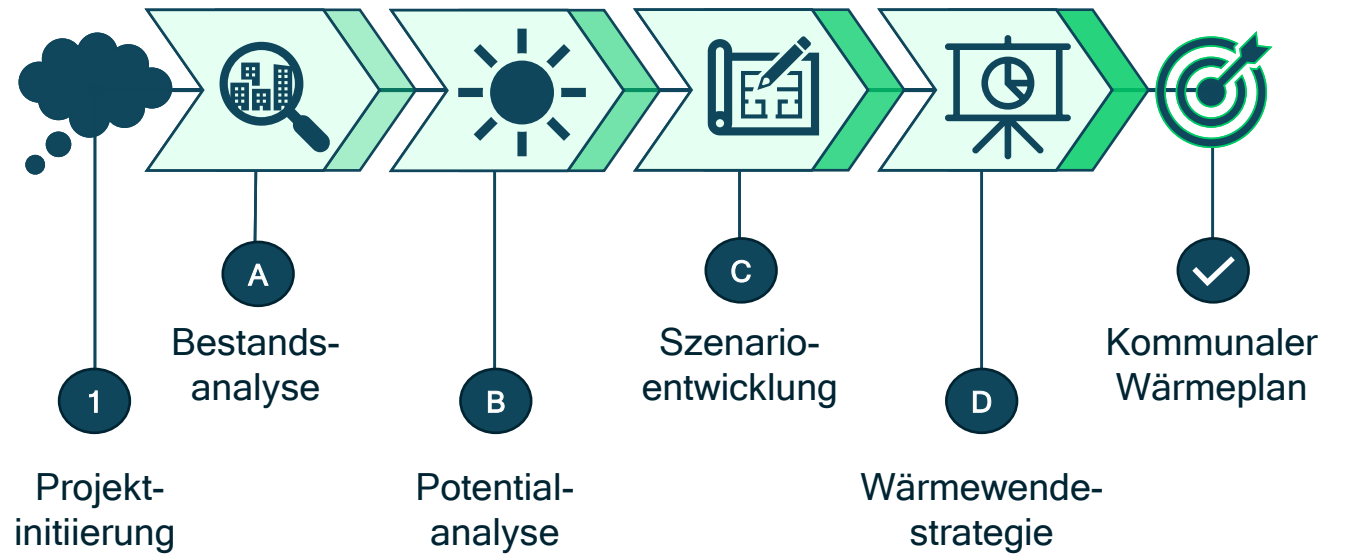 1
Projekt-
initiierung
A
Bestands-
analyse
B
Potential-
analyse
C
Szenario-
entwicklung
D
Wärmewende-
strategie
Kommunaler
Wärmeplan